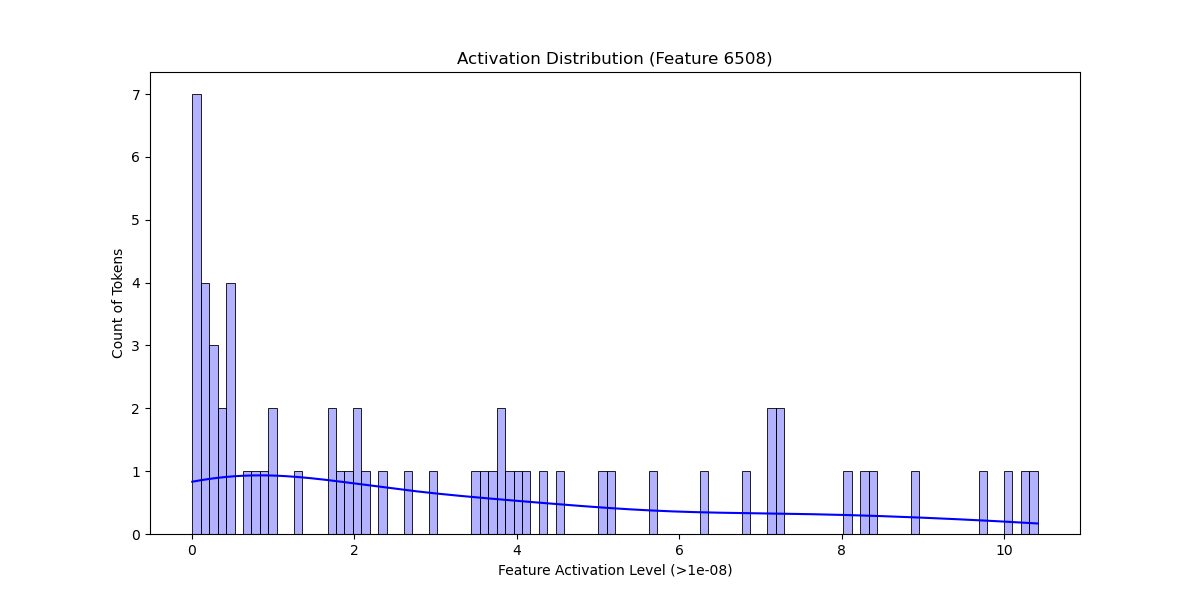 Activation Distribution (Feature 6508)
7
6
5
4
3
2
1
0
Count of Tokens
0 2 4 6 8 10
Feature Activation Level (>1e-08)